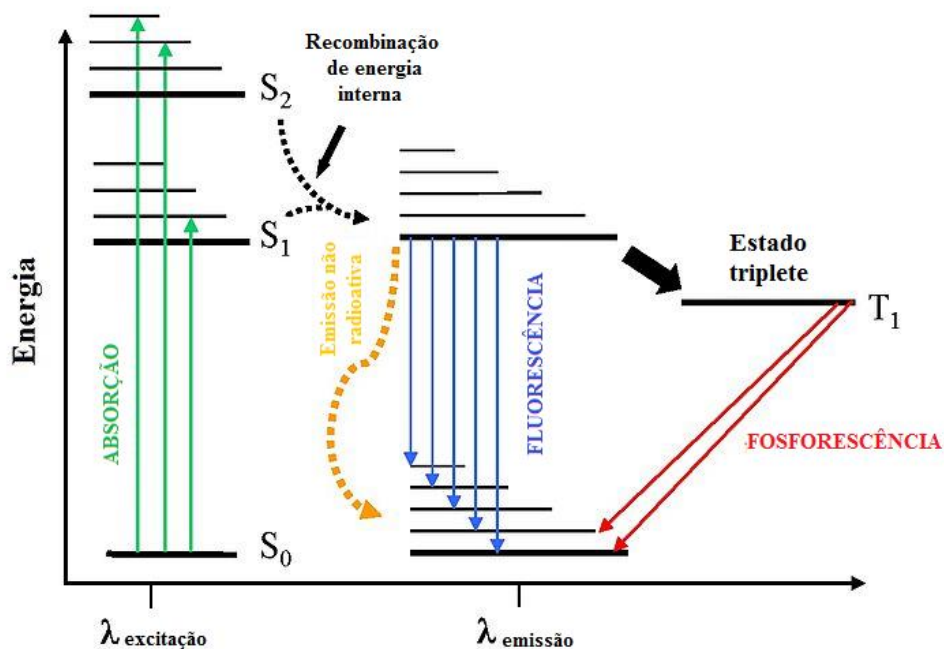 Recombinação
de energia
interna
S2
S1
Estado
triplete
T1
Energia
ABSORÇÃO
Emissão não
radioativa
FLUORESCÊNCIA
FOSFORESCÊNCIA
S0
λ excitação
λ emissão